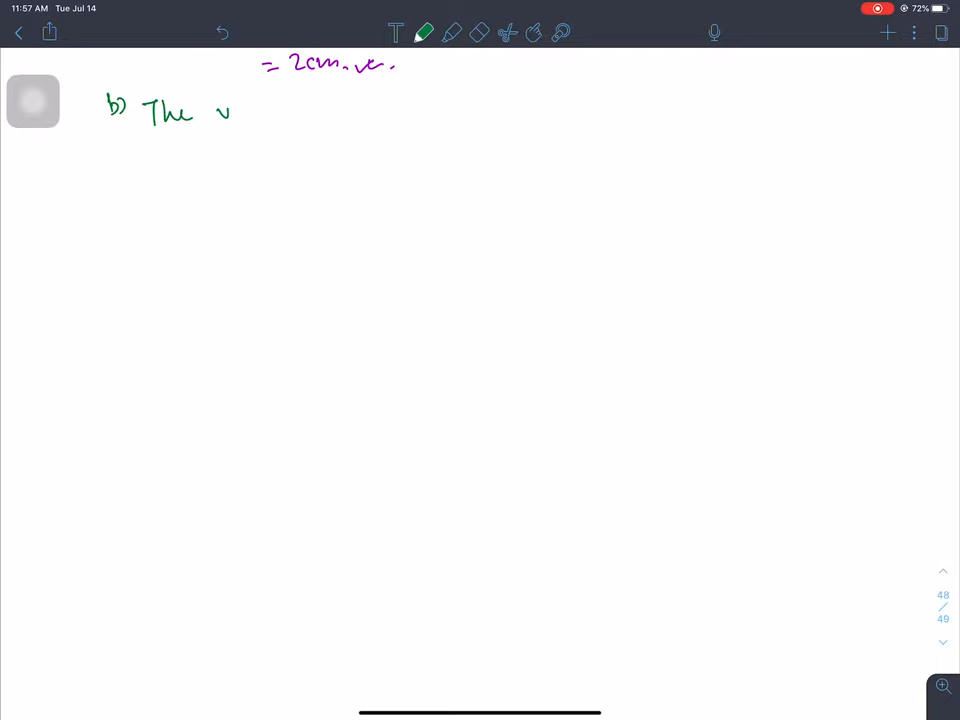 11:57 AM Tue Jul 14
72%
T
= 2cm.
b) The v
48
/
49